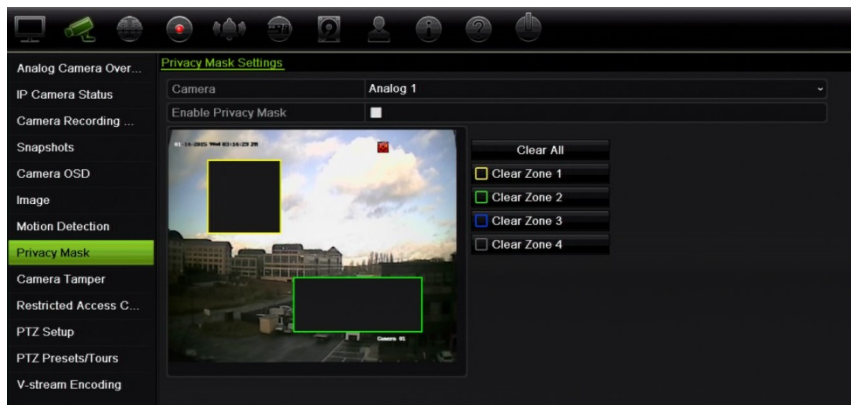 Privacy Mask Settings
Analog Camera Over...
IP Camera Status
Camera Recording ...
Snapshots
Camera OSD
Image
Motion Detection
Privacy Mask
Camera Tamper
Restricted Access C...
PTZ Setup
PTZ Presets/Tours
V-stream Encoding
Camera Analog 1
Enable Privacy Mask
Clear All
Clear Zone 1
Clear Zone 2
Clear Zone 3
Clear Zone 4
Camera 01